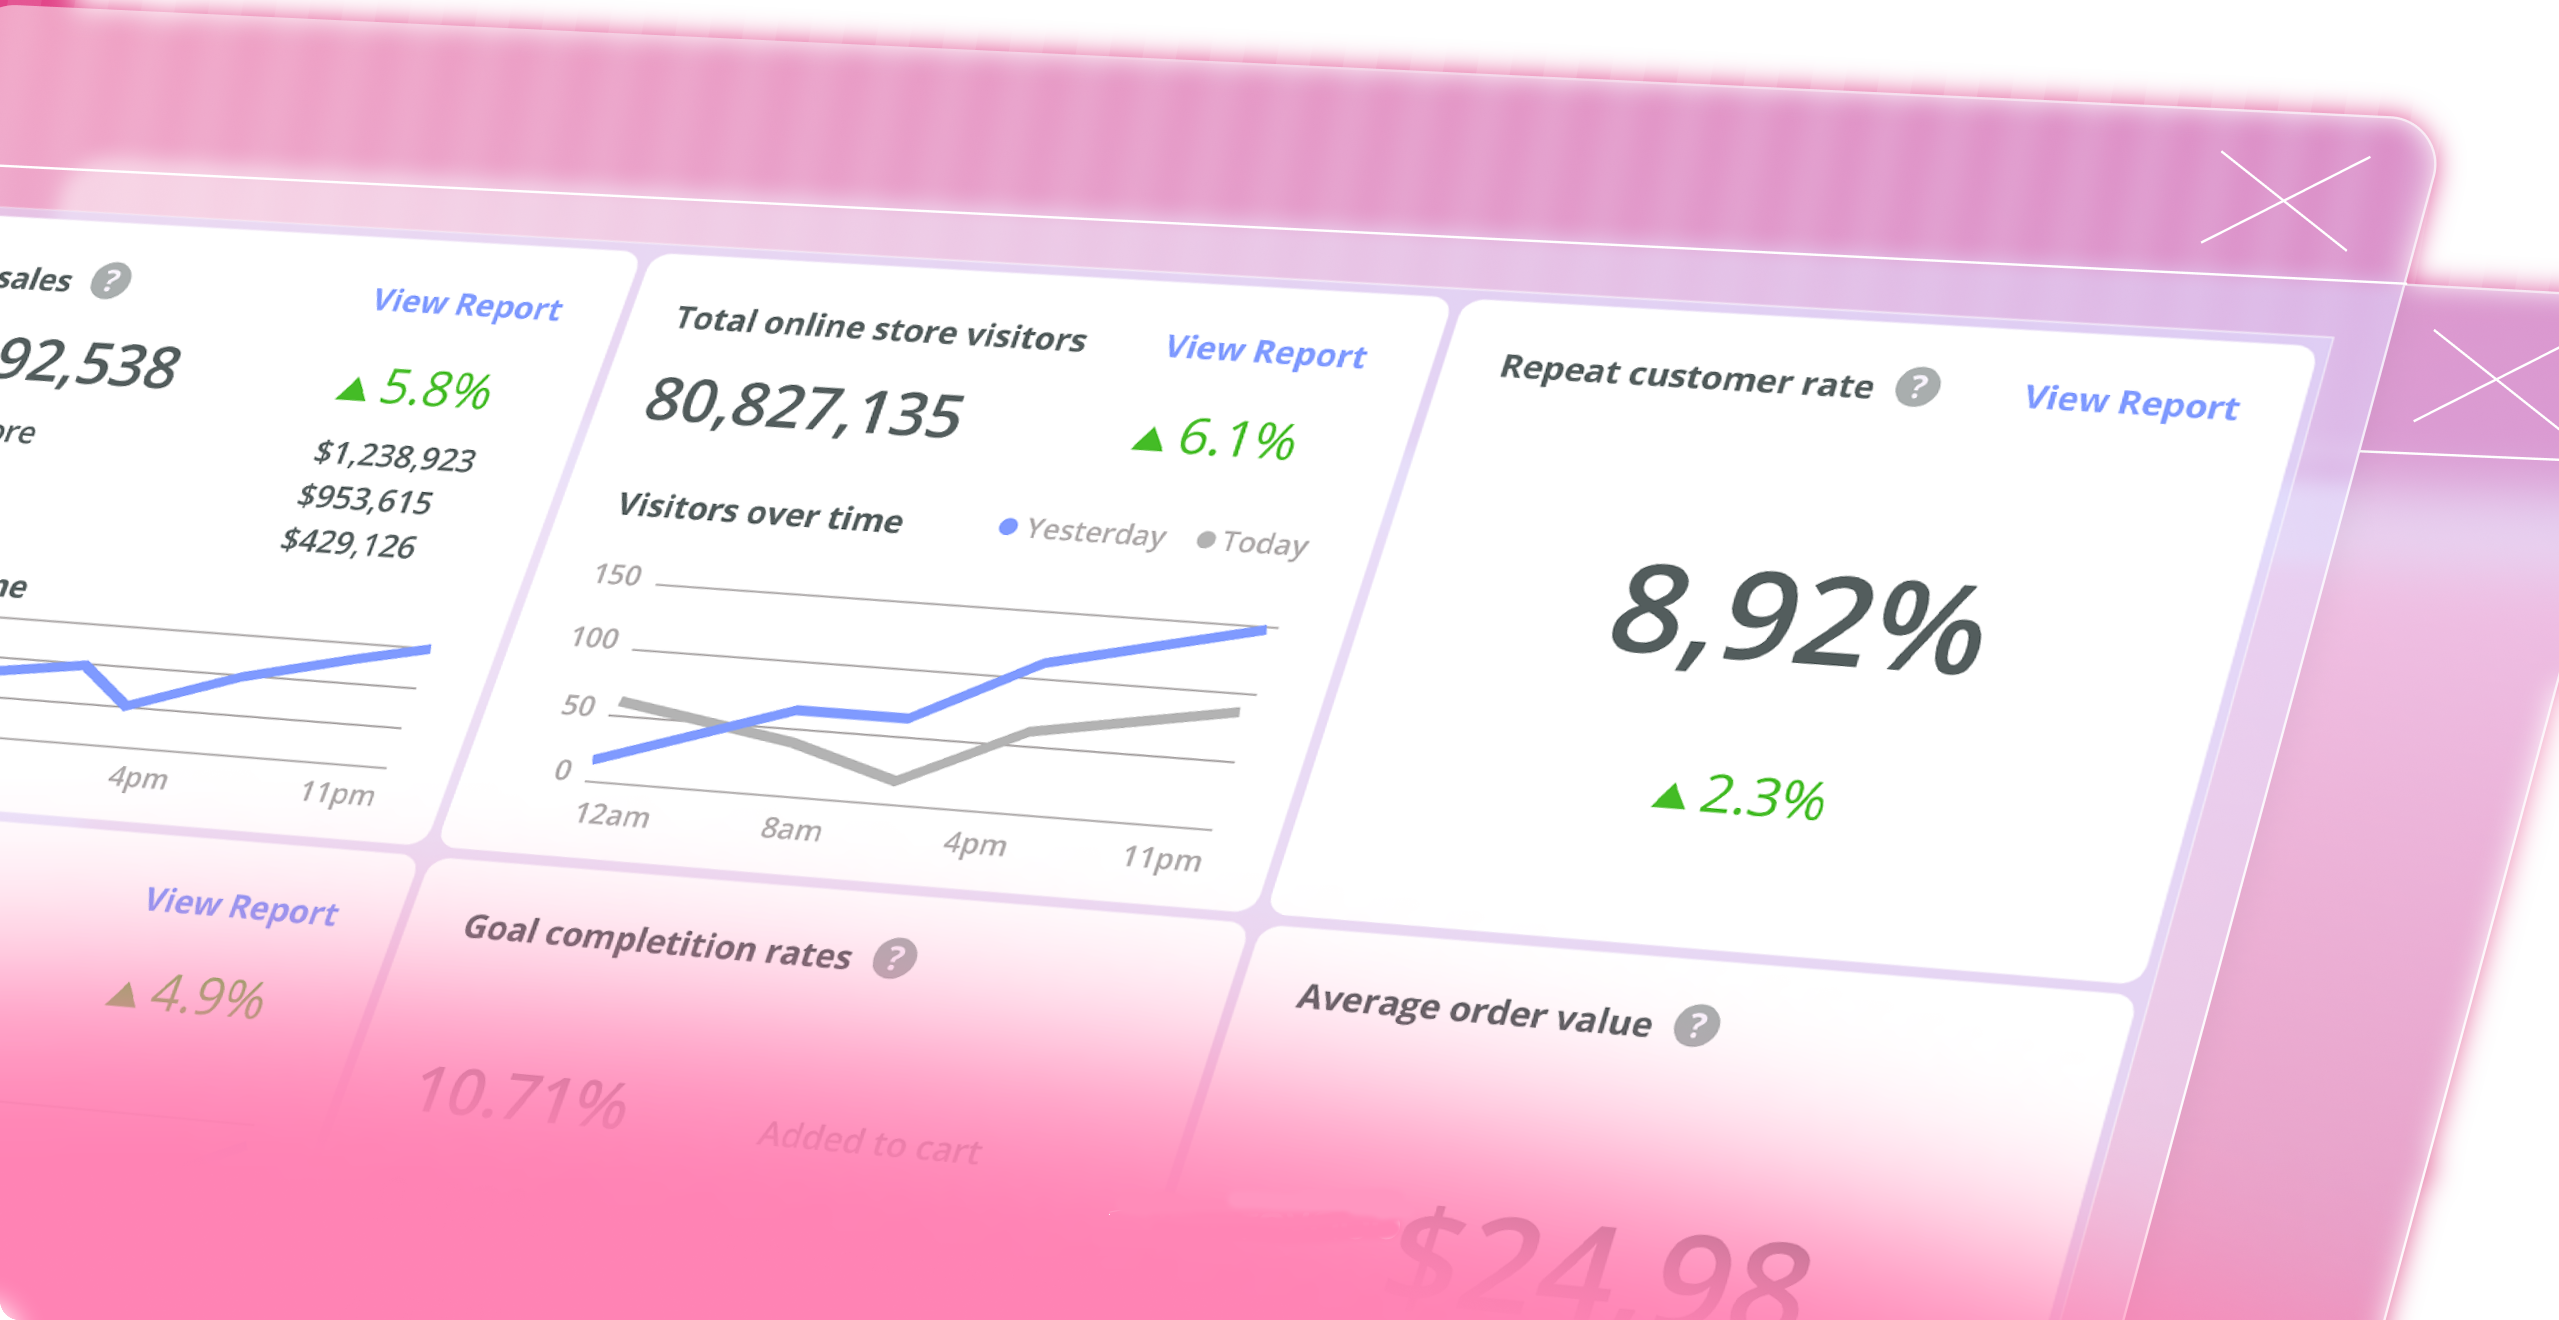 sales ?
View Report
92,538
5.8%
$1,238,923
$953,615
$429,126
4pm 11pm
Total online store visitors
View Report
80,827,135
6.1%
Visitors over time
Yesterday Today
150
100
50
0
12am 8am 4pm 11pm
Repeat customer rate ?
View Report
8,92%
2.3%
View Report
4.9%
Goal completition rates ?
10.71%
Added to cart
Average order value ?
$24.98